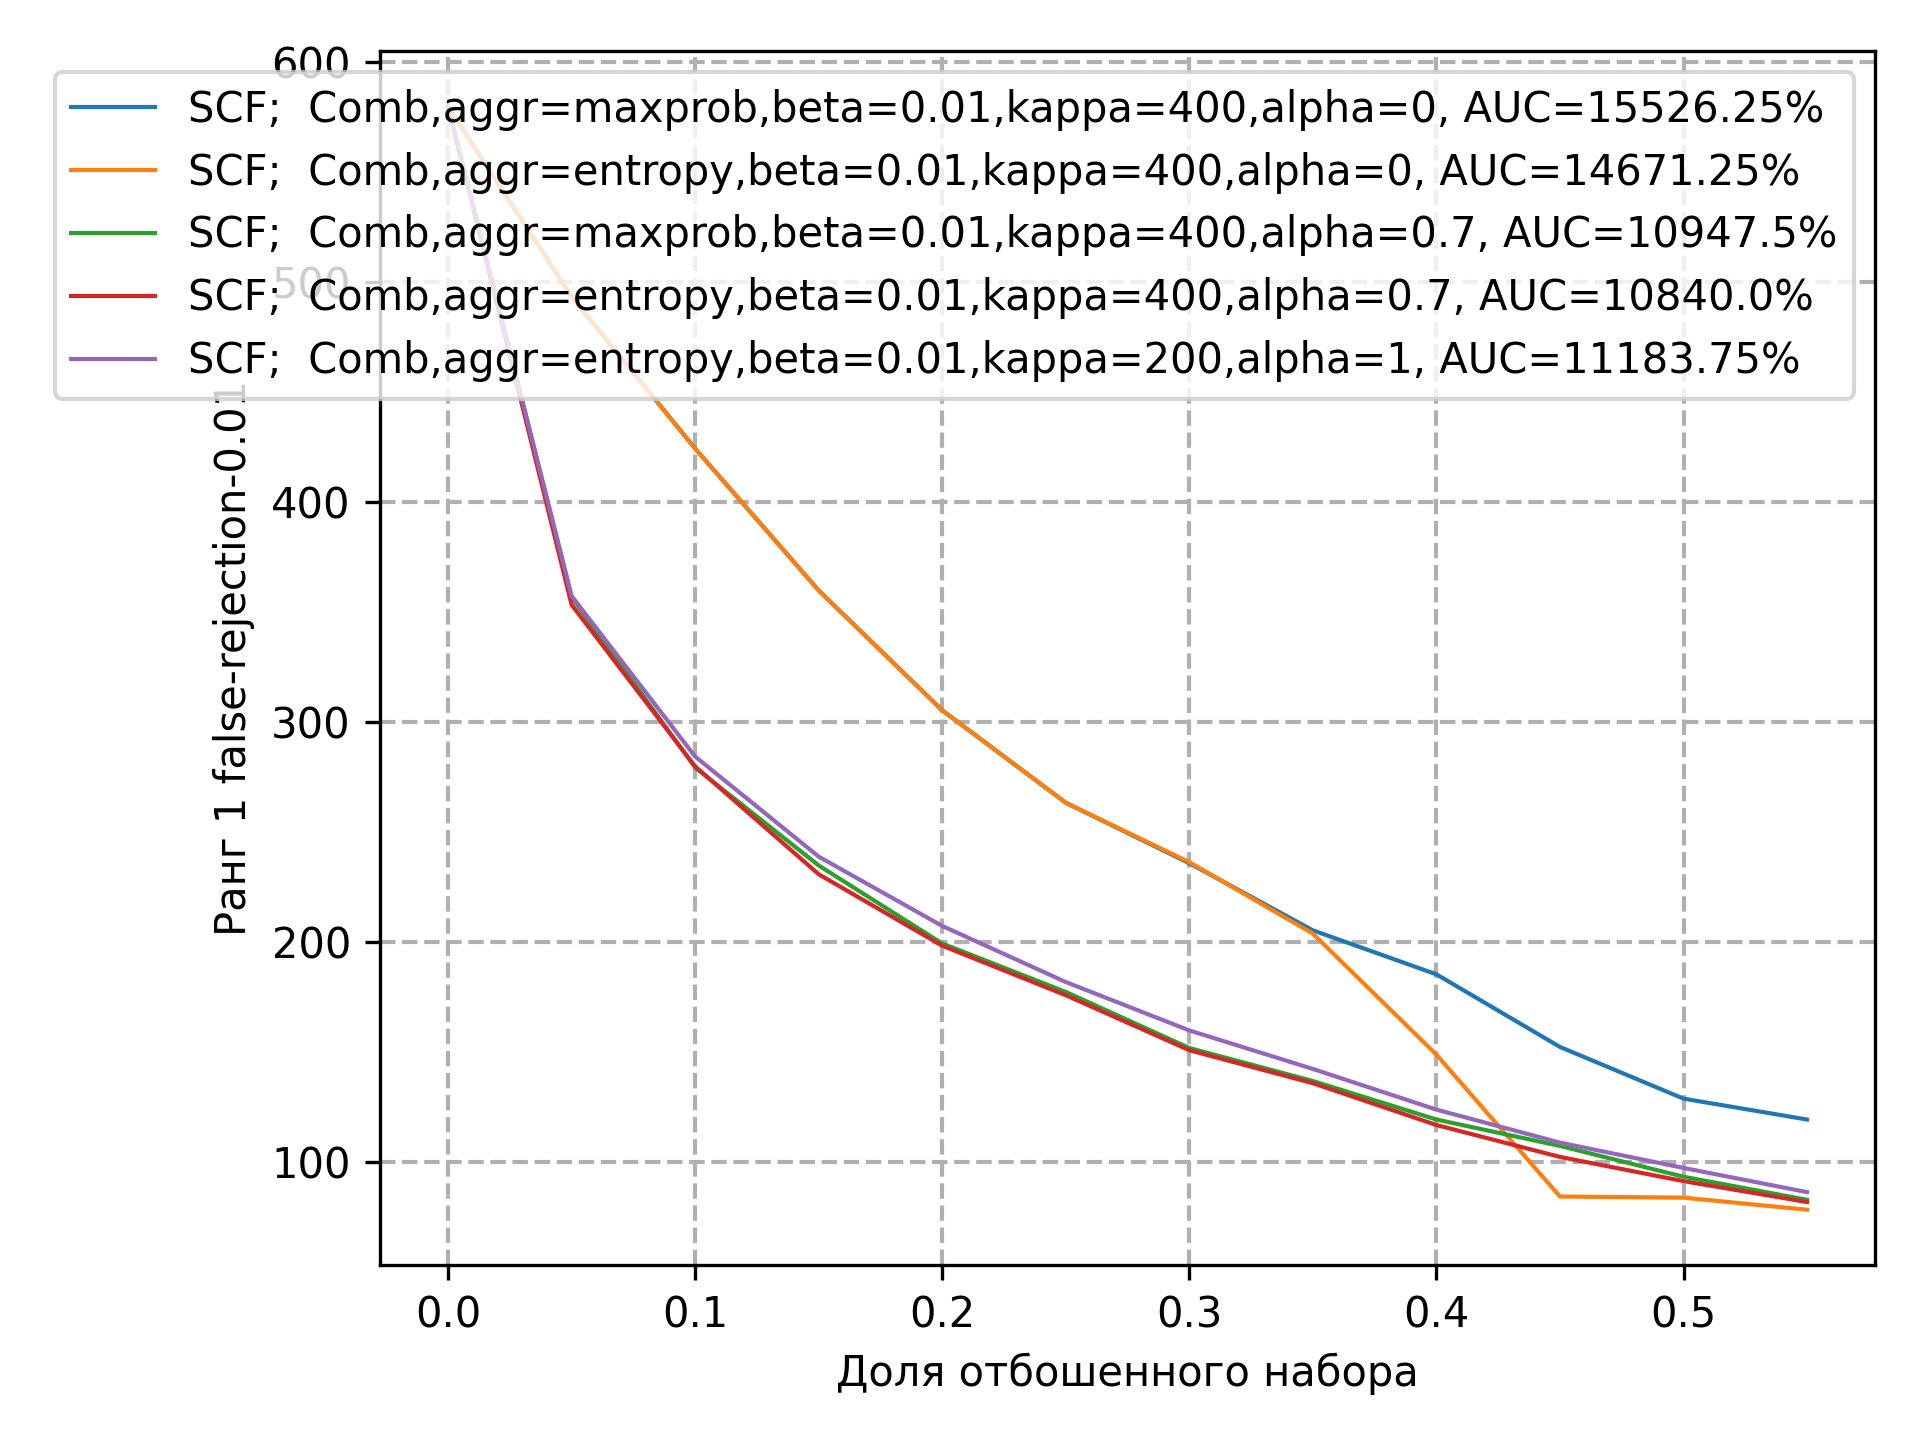 600
SCF;  Comb,aggr=maxprob,beta=0.01,kappa=400,alpha=0, AUC=15526.25%
SCF;  Comb,aggr=entropy,beta=0.01,kappa=400,alpha=0, AUC=14671.25%
SCF;  Comb,aggr=maxprob,beta=0.01,kappa=400,alpha=0.7, AUC=10947.5%
500
SCF;  Comb,aggr=entropy,beta=0.01,kappa=400,alpha=0.7, AUC=10840.0%
SCF;  Comb,aggr=entropy,beta=0.01,kappa=200,alpha=1, AUC=11183.75%
Ранг 1 false-rejection-0.01
400
300
200
100
0.0 0.1 0.2 0.3 0.4 0.5
Доля отбошенного набора